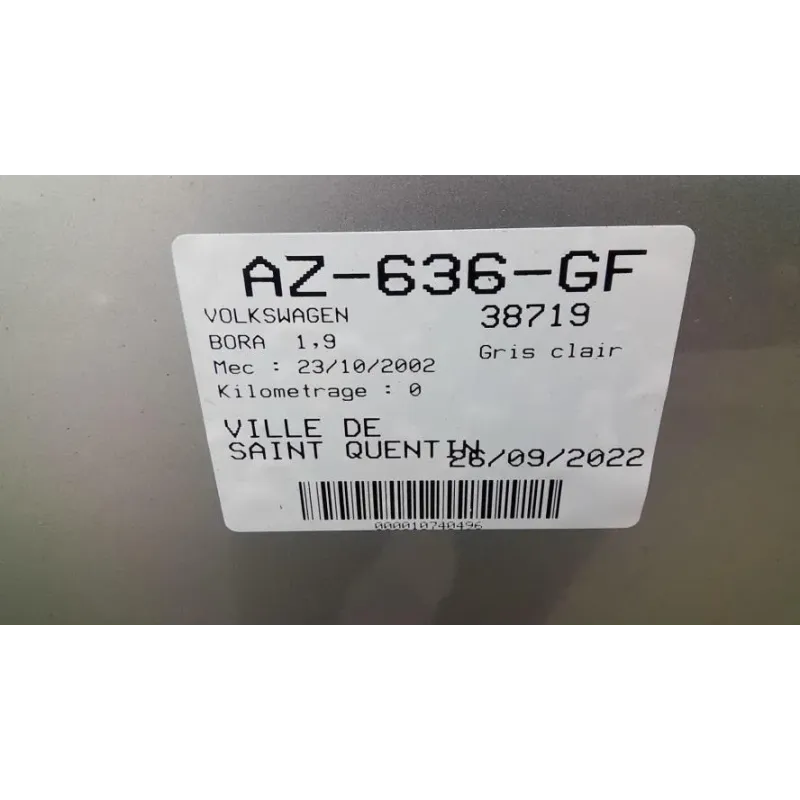 AZ-636-GF
VOLKSWAGEN 38719
BORA 1,9 Gris clair
Mec : 23/10/2002
Kilometrage : 0
VILLE DE
SAINT QUENTIN 26/09/2022
000010740496